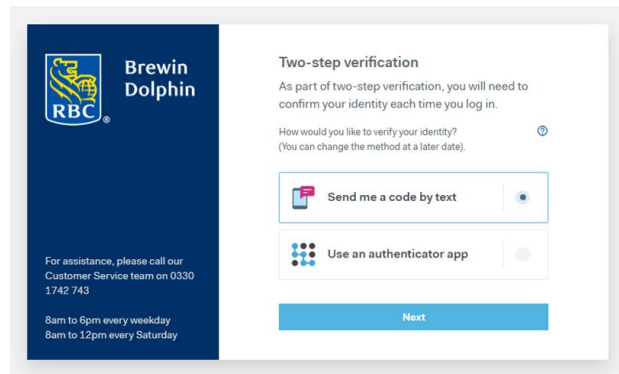 Brewin
Dolphin
RBC®
For assistance, please call our
Customer Service team on 0330
1742 743
8am to 6pm every weekday
8am to 12pm every Saturday
Two-step verification
As part of two-step verification, you will need to
confirm your identity each time you log in.
How would you like to verify your identity?
(You can change the method at a later date).
Send me a code by text
Use an authenticator app
Next